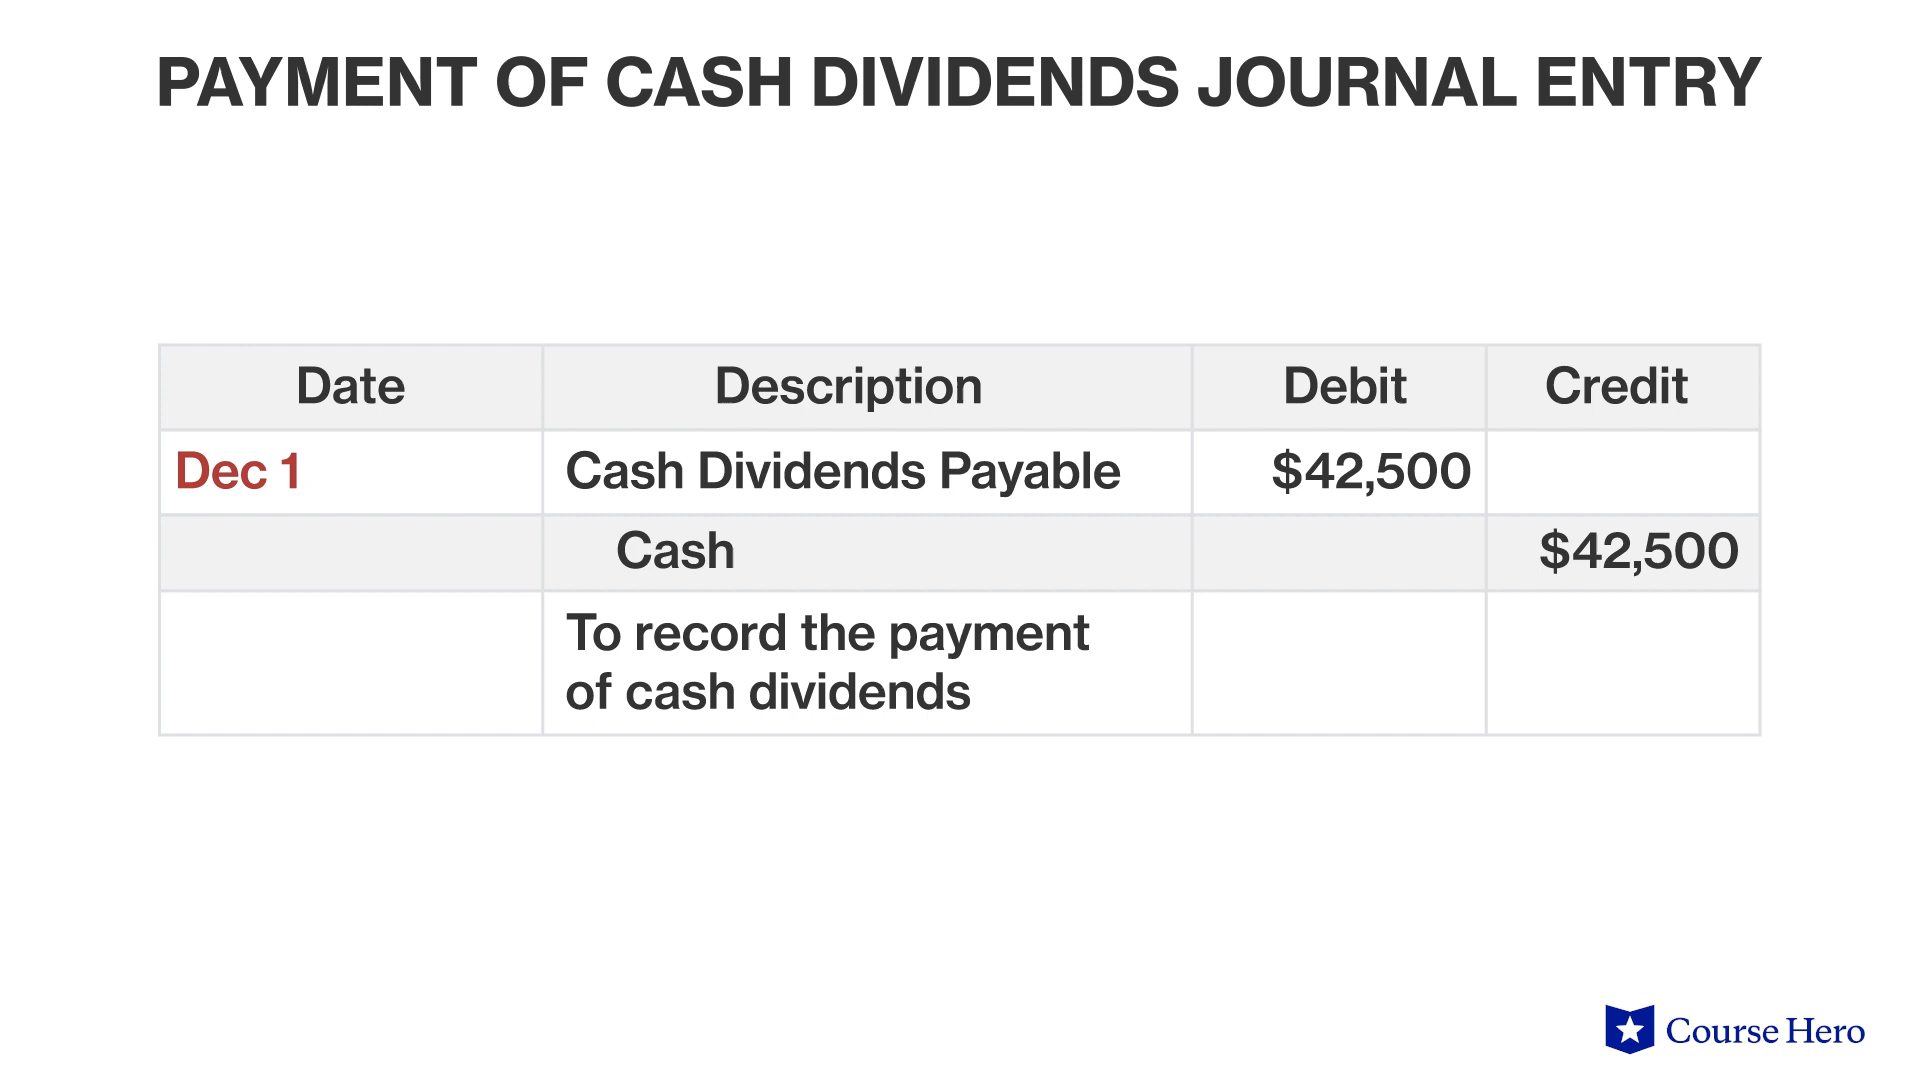 PAYMENT OF CASH DIVIDENDS JOURNAL ENTRY
Date Description Debit Credit
Dec 1 Cash Dividends Payable $42,500
Cash $42,500
To record the payment
of cash dividends
Course Hero